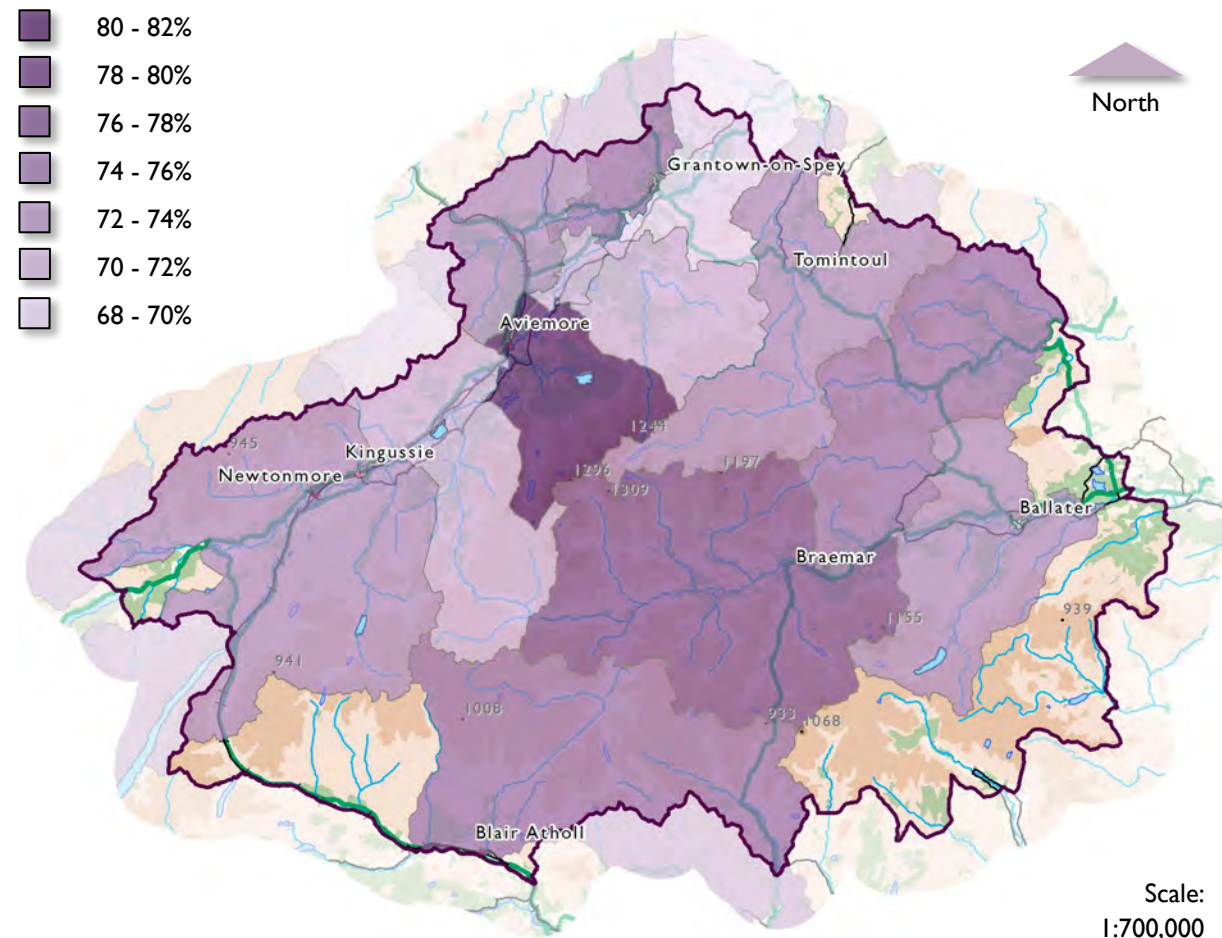 80 - 82%
78 - 80%
76 - 78%
74 - 76%
72 - 74%
70 - 72%
68 - 70%
North
Grantown-on-Spey
Tomintoul
Aviemore
1244
945
Kingussie
Newtonmore
1296
1197
1309
Ballater
Braemar
1155
939
941
1008
933
1068
Blair Atholl
Scale:
1:700,000